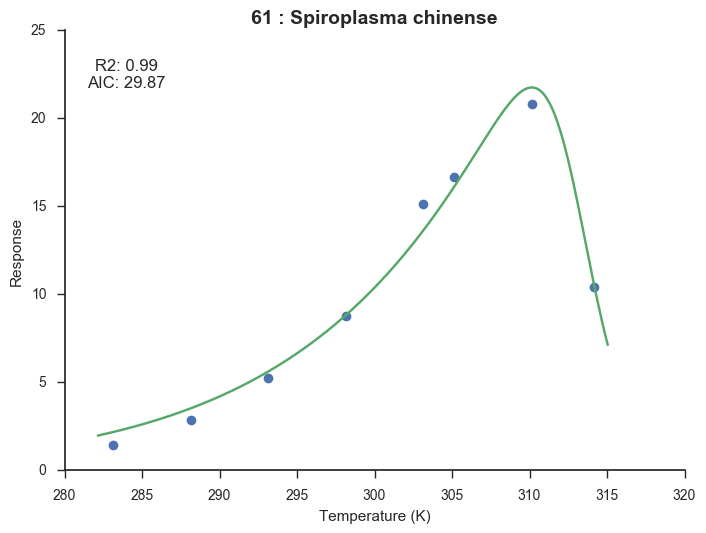 61 : Spiroplasma chinense
R2: 0.99
AIC: 29.87
25
20
15
10
5
0
Response
280 285 290 295 300 305 310 315 320
Temperature (K)